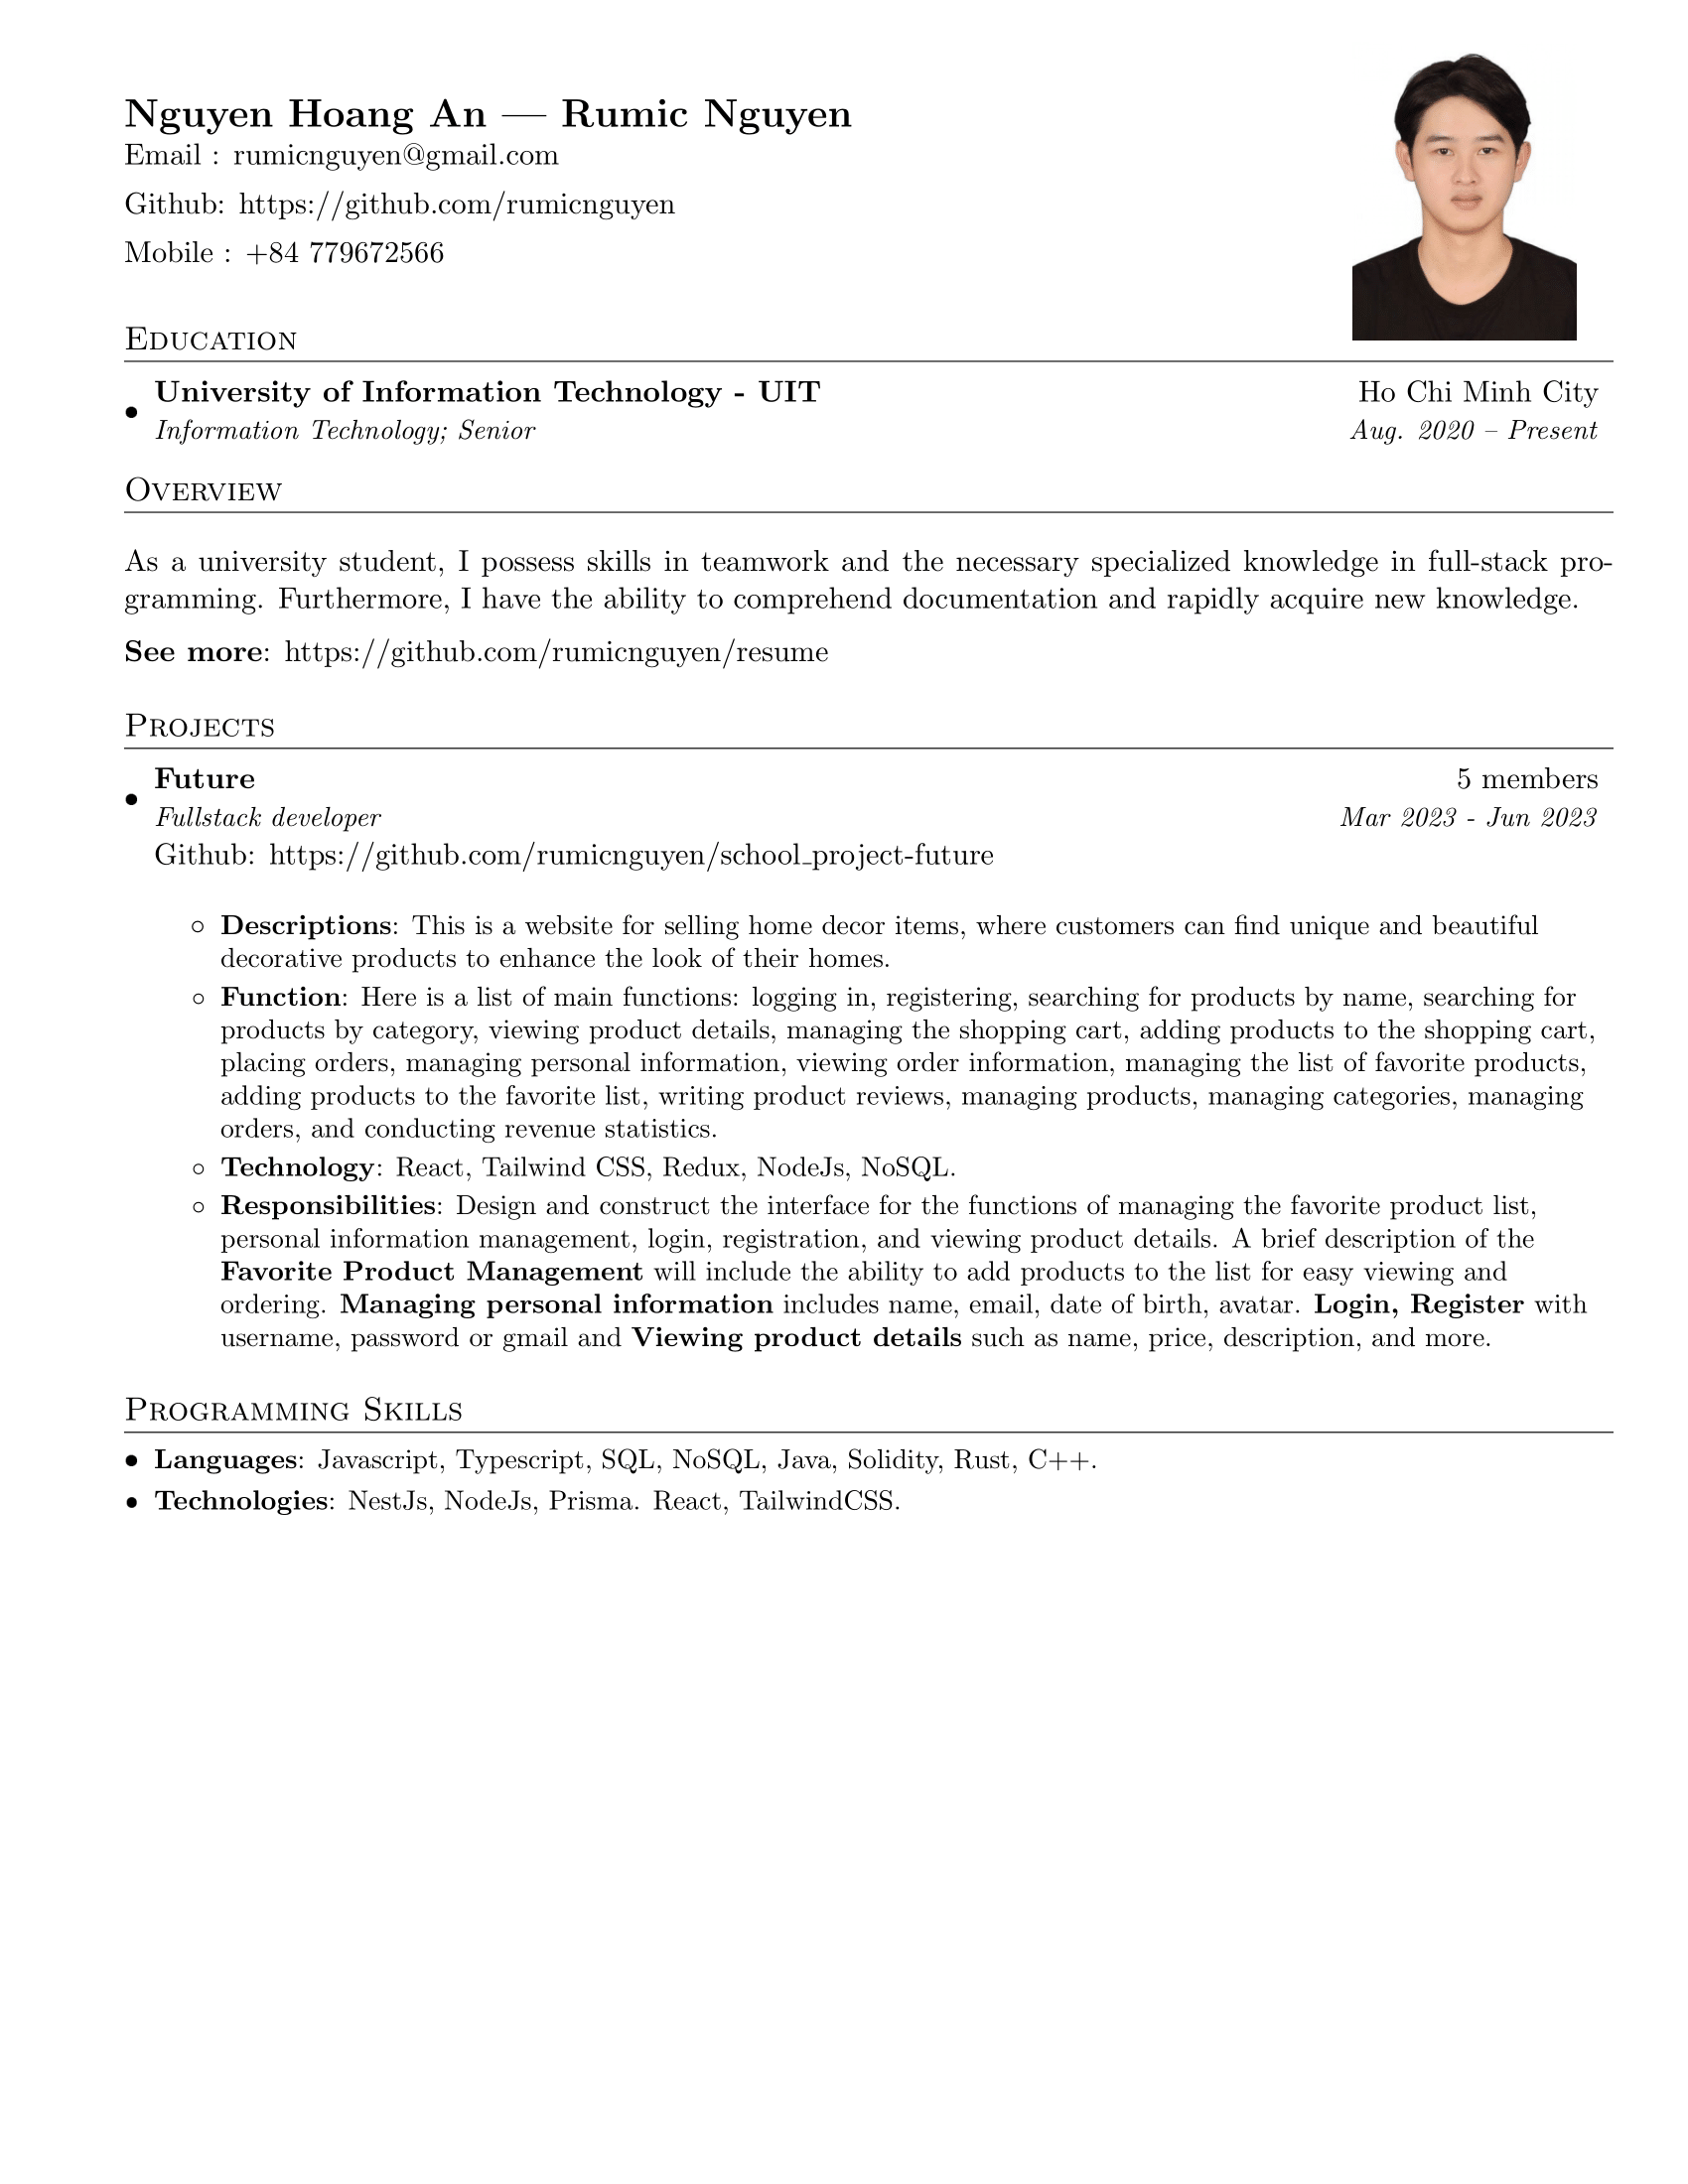 Nguyen Hoang An — Rumic Nguyen
Email : rumicnguyen@gmail.com
Github: https://github.com/rumicnguyen
Mobile : +84 779672566
Education
• University of Information Technology - UIT Ho Chi Minh City
Information Technology; Senior Aug. 2020 – Present
Overview
As a university student, I possess skills in teamwork and the necessary specialized knowledge in full-stack pro-
gramming. Furthermore, I have the ability to comprehend documentation and rapidly acquire new knowledge.
See more: https://github.com/rumicnguyen/resume
Projects
• Future 5 members
Fullstack developer Mar 2023 - Jun 2023
Github: https://github.com/rumicnguyen/school_project-future
◦ Descriptions: This is a website for selling home decor items, where customers can find unique and beautiful
decorative products to enhance the look of their homes.
◦ Function: Here is a list of main functions: logging in, registering, searching for products by name, searching for
products by category, viewing product details, managing the shopping cart, adding products to the shopping cart,
placing orders, managing personal information, viewing order information, managing the list of favorite products,
adding products to the favorite list, writing product reviews, managing products, managing categories, managing
orders, and conducting revenue statistics.
◦ Technology: React, Tailwind CSS, Redux, NodeJs, NoSQL.
◦ Responsibilities: Design and construct the interface for the functions of managing the favorite product list,
personal information management, login, registration, and viewing product details. A brief description of the
Favorite Product Management will include the ability to add products to the list for easy viewing and
ordering. Managing personal information includes name, email, date of birth, avatar. Login, Register with
username, password or gmail and Viewing product details such as name, price, description, and more.
Programming Skills
• Languages: Javascript, Typescript, SQL, NoSQL, Java, Solidity, Rust, C++.
• Technologies: NestJs, NodeJs, Prisma. React, TailwindCSS.